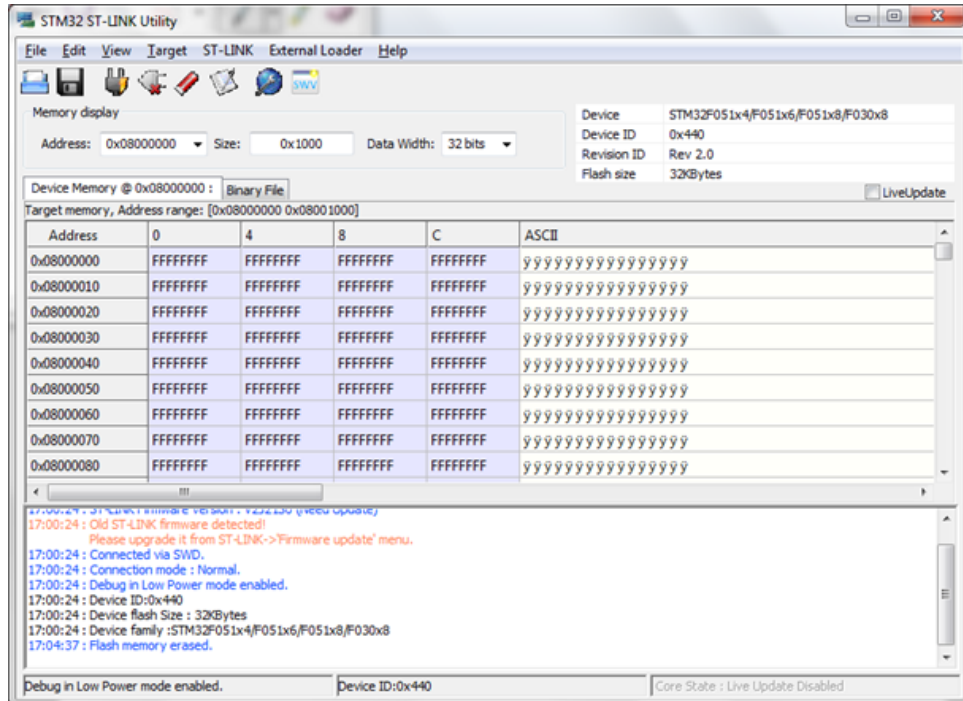 STM32 ST-LINK Utility
File Edit View Target ST-LINK External Loader Help
SWV
Memory display
Address: 0x08000000 Size: 0x1000 Data Width: 32 bits
Device STM32F051x4/F051x6/F051x8/F030x8
Device ID 0x440
Revision ID Rev 2.0
Flash size 32KBytes
LiveUpdate
Device Memory @ 0x08000000 : Binary File
Target memory, Address range: [0x08000000 0x08001000]
Address 0 4 8 C ASCII
0x08000000 FFFFFFFF FFFFFFFF FFFFFFFF FFFFFFFF ÿÿÿÿÿÿÿÿÿÿÿÿÿÿÿÿ
0x08000010 FFFFFFFF FFFFFFFF FFFFFFFF FFFFFFFF ÿÿÿÿÿÿÿÿÿÿÿÿÿÿÿÿ
0x08000020 FFFFFFFF FFFFFFFF FFFFFFFF FFFFFFFF ÿÿÿÿÿÿÿÿÿÿÿÿÿÿÿÿ
0x08000030 FFFFFFFF FFFFFFFF FFFFFFFF FFFFFFFF ÿÿÿÿÿÿÿÿÿÿÿÿÿÿÿÿ
0x08000040 FFFFFFFF FFFFFFFF FFFFFFFF FFFFFFFF ÿÿÿÿÿÿÿÿÿÿÿÿÿÿÿÿ
0x08000050 FFFFFFFF FFFFFFFF FFFFFFFF FFFFFFFF ÿÿÿÿÿÿÿÿÿÿÿÿÿÿÿÿ
0x08000060 FFFFFFFF FFFFFFFF FFFFFFFF FFFFFFFF ÿÿÿÿÿÿÿÿÿÿÿÿÿÿÿÿ
0x08000070 FFFFFFFF FFFFFFFF FFFFFFFF FFFFFFFF ÿÿÿÿÿÿÿÿÿÿÿÿÿÿÿÿ
0x08000080 FFFFFFFF FFFFFFFF FFFFFFFF FFFFFFFF ÿÿÿÿÿÿÿÿÿÿÿÿÿÿÿÿ
17:00:24 : ST-LINK Firmware version : (Need Update)
17:00:24 : Old ST-LINK firmware detected!
Please upgrade it from ST-LINK->'Firmware update' menu.
17:00:24 : Connected via SWD.
17:00:24 : Connection mode : Normal.
17:00:24 : Debug in Low Power mode enabled.
17:00:24 : Device ID:0x440
17:00:24 : Device flash Size : 32KBytes
17:00:24 : Device family :STM32F051x4/F051x6/F051x8/F030x8
17:04:37 : Flash memory erased.
Debug in Low Power mode enabled. Device ID:0x440 Core State : Live Update Disabled